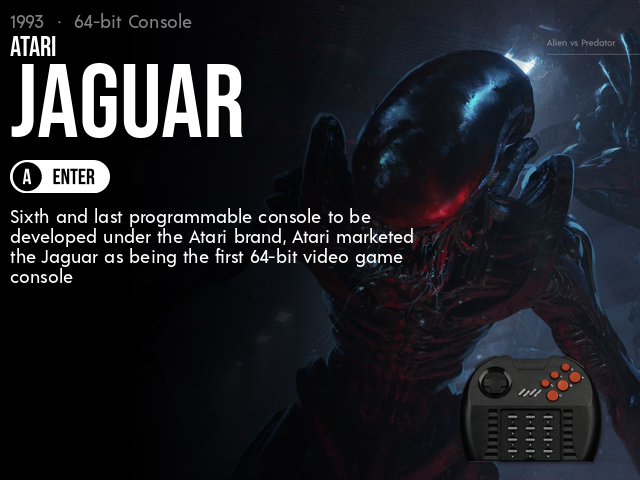 1993 · 64-bit Console
ATARI
JAGUAR
Alien vs Predator
A ENTER
Sixth and last programmable console to be
developed under the Atari brand, Atari marketed
the Jaguar as being the first 64-bit video game
console